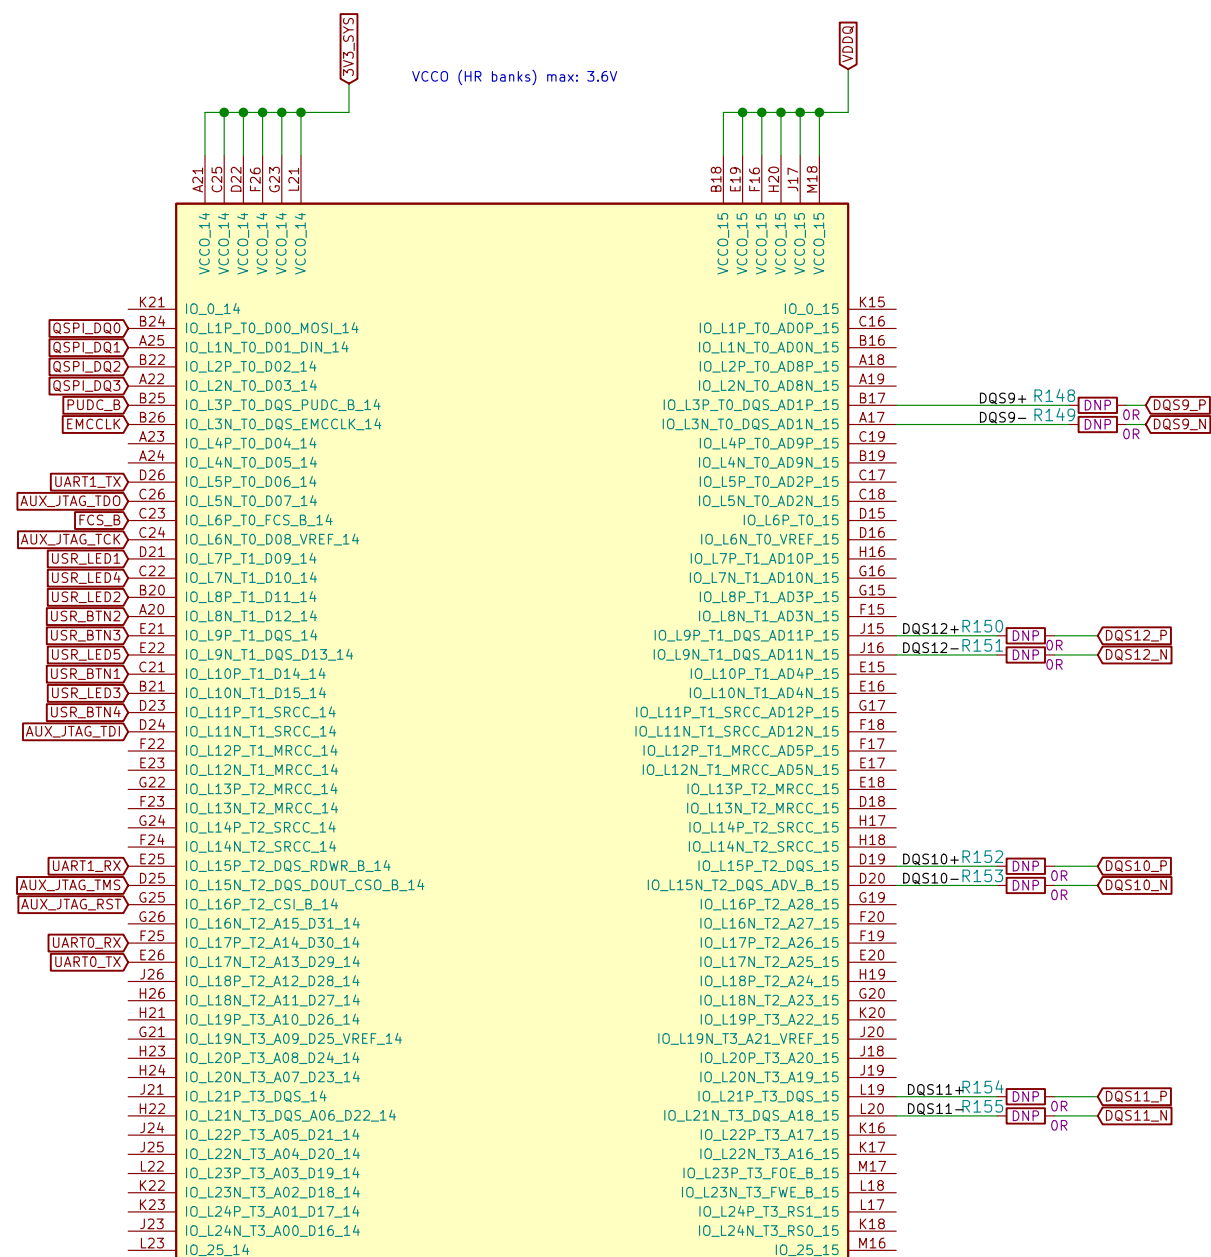 3V3_SYS
VDDQ
VCCO (HR banks) max: 3.6V
A21 C25 D22 F26 G23 L21
B18 E19 F16 H20 J17 M18
VCCO_14 VCCO_14 VCCO_14 VCCO_14 VCCO_14 VCCO_14
VCCO_15 VCCO_15 VCCO_15 VCCO_15 VCCO_15 VCCO_15
K21 IO_0_14 IO_0_15 K15
QSPI_DQ0 B24 IO_L1P_T0_D00_MOSI_14 IO_L1P_T0_AD0P_15 C16
QSPI_DQ1 A25 IO_L1N_T0_D01_DIN_14 IO_L1N_T0_AD0N_15 B16
QSPI_DQ2 B22 IO_L2P_T0_D02_14 IO_L2P_T0_AD8P_15 A18
QSPI_DQ3 A22 IO_L2N_T0_D03_14 IO_L2N_T0_AD8N_15 A19
PUDC_B B25 IO_L3P_T0_DQS_PUDC_B_14 IO_L3P_T0_DQS_AD1P_15 B17 DQS9+ R148 DNP 0R DQS9_P
EMCCLK B26 IO_L3N_T0_DQS_EMCCLK_14 IO_L3N_T0_DQS_AD1N_15 A17 DQS9- R149 DNP 0R DQS9_N
A23 IO_L4P_T0_D04_14 IO_L4P_T0_AD9P_15 C19
A24 IO_L4N_T0_D05_14 IO_L4N_T0_AD9N_15 B19
UART1_TX D26 IO_L5P_T0_D06_14 IO_L5P_T0_AD2P_15 C17
AUX_JTAG_TDO C26 IO_L5N_T0_D07_14 IO_L5N_T0_AD2N_15 C18
FCS_B C23 IO_L6P_T0_FCS_B_14 IO_L6P_T0_15 D15
AUX_JTAG_TCK C24 IO_L6N_T0_D08_VREF_14 IO_L6N_T0_VREF_15 D16
USR_LED1 D21 IO_L7P_T1_D09_14 IO_L7P_T1_AD10P_15 H16
USR_LED4 C22 IO_L7N_T1_D10_14 IO_L7N_T1_AD10N_15 G16
USR_LED2 B20 IO_L8P_T1_D11_14 IO_L8P_T1_AD3P_15 G15
USR_BTN2 A20 IO_L8N_T1_D12_14 IO_L8N_T1_AD3N_15 F15
USR_BTN3 E21 IO_L9P_T1_DQS_14 IO_L9P_T1_DQS_AD11P_15 J15 DQS12+ R150 DNP 0R DQS12_P
USR_LED5 E22 IO_L9N_T1_DQS_D13_14 IO_L9N_T1_DQS_AD11N_15 J16 DQS12- R151 DNP 0R DQS12_N
USR_BTN1 C21 IO_L10P_T1_D14_14 IO_L10P_T1_AD4P_15 E15
USR_LED3 B21 IO_L10N_T1_D15_14 IO_L10N_T1_AD4N_15 E16
USR_BTN4 D23 IO_L11P_T1_SRCC_14 IO_L11P_T1_SRCC_AD12P_15 G17
AUX_JTAG_TDI D24 IO_L11N_T1_SRCC_14 IO_L11N_T1_SRCC_AD12N_15 F18
F22 IO_L12P_T1_MRCC_14 IO_L12P_T1_MRCC_AD5P_15 F17
E23 IO_L12N_T1_MRCC_14 IO_L12N_T1_MRCC_AD5N_15 E17
G22 IO_L13P_T2_MRCC_14 IO_L13P_T2_MRCC_15 E18
F23 IO_L13N_T2_MRCC_14 IO_L13N_T2_MRCC_15 D18
G24 IO_L14P_T2_SRCC_14 IO_L14P_T2_SRCC_15 H17
F24 IO_L14N_T2_SRCC_14 IO_L14N_T2_SRCC_15 H18
UART1_RX E25 IO_L15P_T2_DQS_RDWR_B_14 IO_L15P_T2_DQS_15 D19 DQS10+ R152 DNP 0R DQS10_P
AUX_JTAG_TMS D25 IO_L15N_T2_DQS_DOUT_CSO_B_14 IO_L15N_T2_DQS_ADV_B_15 D20 DQS10- R153 DNP 0R DQS10_N
AUX_JTAG_RST G25 IO_L16P_T2_CSI_B_14 IO_L16P_T2_A28_15 G19
G26 IO_L16N_T2_A15_D31_14 IO_L16N_T2_A27_15 F20
UART0_RX F25 IO_L17P_T2_A14_D30_14 IO_L17P_T2_A26_15 F19
UART0_TX E26 IO_L17N_T2_A13_D29_14 IO_L17N_T2_A25_15 E20
J26 IO_L18P_T2_A12_D28_14 IO_L18P_T2_A24_15 H19
H26 IO_L18N_T2_A11_D27_14 IO_L18N_T2_A23_15 G20
H21 IO_L19P_T3_A10_D26_14 IO_L19P_T3_A22_15 K20
G21 IO_L19N_T3_A09_D25_VREF_14 IO_L19N_T3_A21_VREF_15 J20
H23 IO_L20P_T3_A08_D24_14 IO_L20P_T3_A20_15 J18
H24 IO_L20N_T3_A07_D23_14 IO_L20N_T3_A19_15 J19
J21 IO_L21P_T3_DQS_14 IO_L21P_T3_DQS_15 L19 DQS11+ R154 DNP 0R DQS11_P
H22 IO_L21N_T3_DQS_A06_D22_14 IO_L21N_T3_DQS_A18_15 L20 DQS11- R155 DNP 0R DQS11_N
J24 IO_L22P_T3_A05_D21_14 IO_L22P_T3_A17_15 K16
J25 IO_L22N_T3_A04_D20_14 IO_L22N_T3_A16_15 K17
L22 IO_L23P_T3_A03_D19_14 IO_L23P_T3_FOE_B_15 M17
K22 IO_L23N_T3_A02_D18_14 IO_L23N_T3_FWE_B_15 L18
K23 IO_L24P_T3_A01_D17_14 IO_L24P_T3_RS1_15 L17
J23 IO_L24N_T3_A00_D16_14 IO_L24N_T3_RS0_15 K18
L23 IO_25_14 IO_25_15 M16